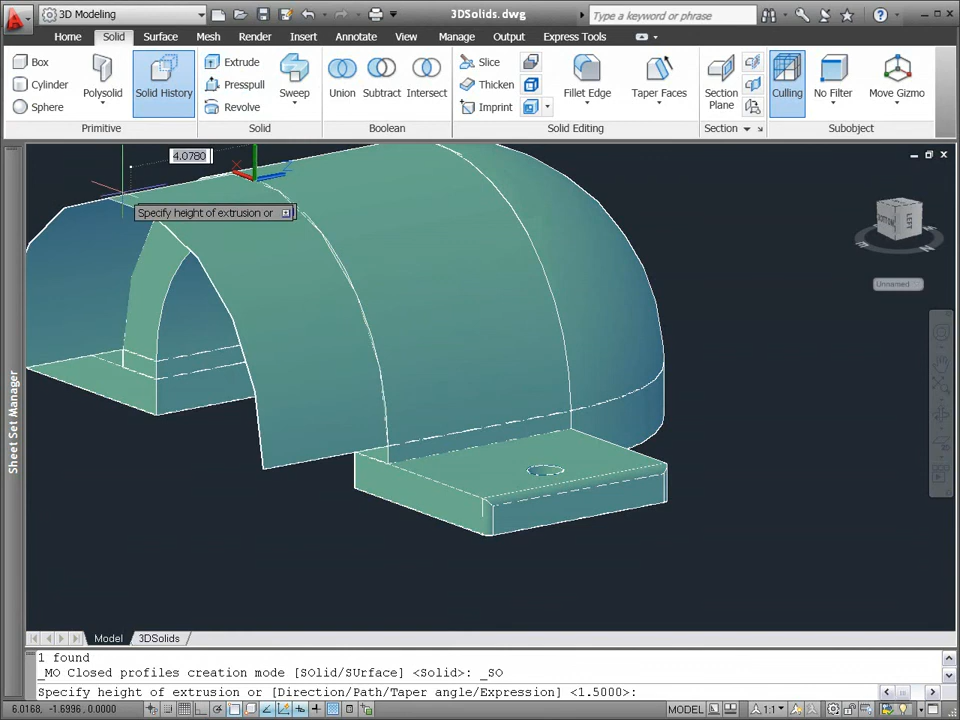 3D Modeling
3DSolids.dwg
Type a keyword or phrase
Home Solid Surface Mesh Render Insert Annotate View Manage Output Express Tools
Box
Cylinder
Sphere
Polysolid
Solid History
Extrude
Presspull
Revolve
Sweep
Union
Subtract
Intersect
Slice
Thicken
Imprint
Fillet Edge
Taper Faces
Section
Plane
Culling
No Filter
Move Gizmo
Primitive
Solid
Boolean
Solid Editing
Section
Subobject
4.0780
X
Z
Specify height of extrusion or
BOTTOM
LEFT
Unnamed
Sheet Set Manager
Model
3DSolids
1 found
_MO Closed profiles creation mode [SOlid/SUrface] <Solid>: _SO
Specify height of extrusion or [Direction/Path/Taper angle/Expression] <1.5000>:
6.0168, -1.6996, 0.0000
MODEL
1:1